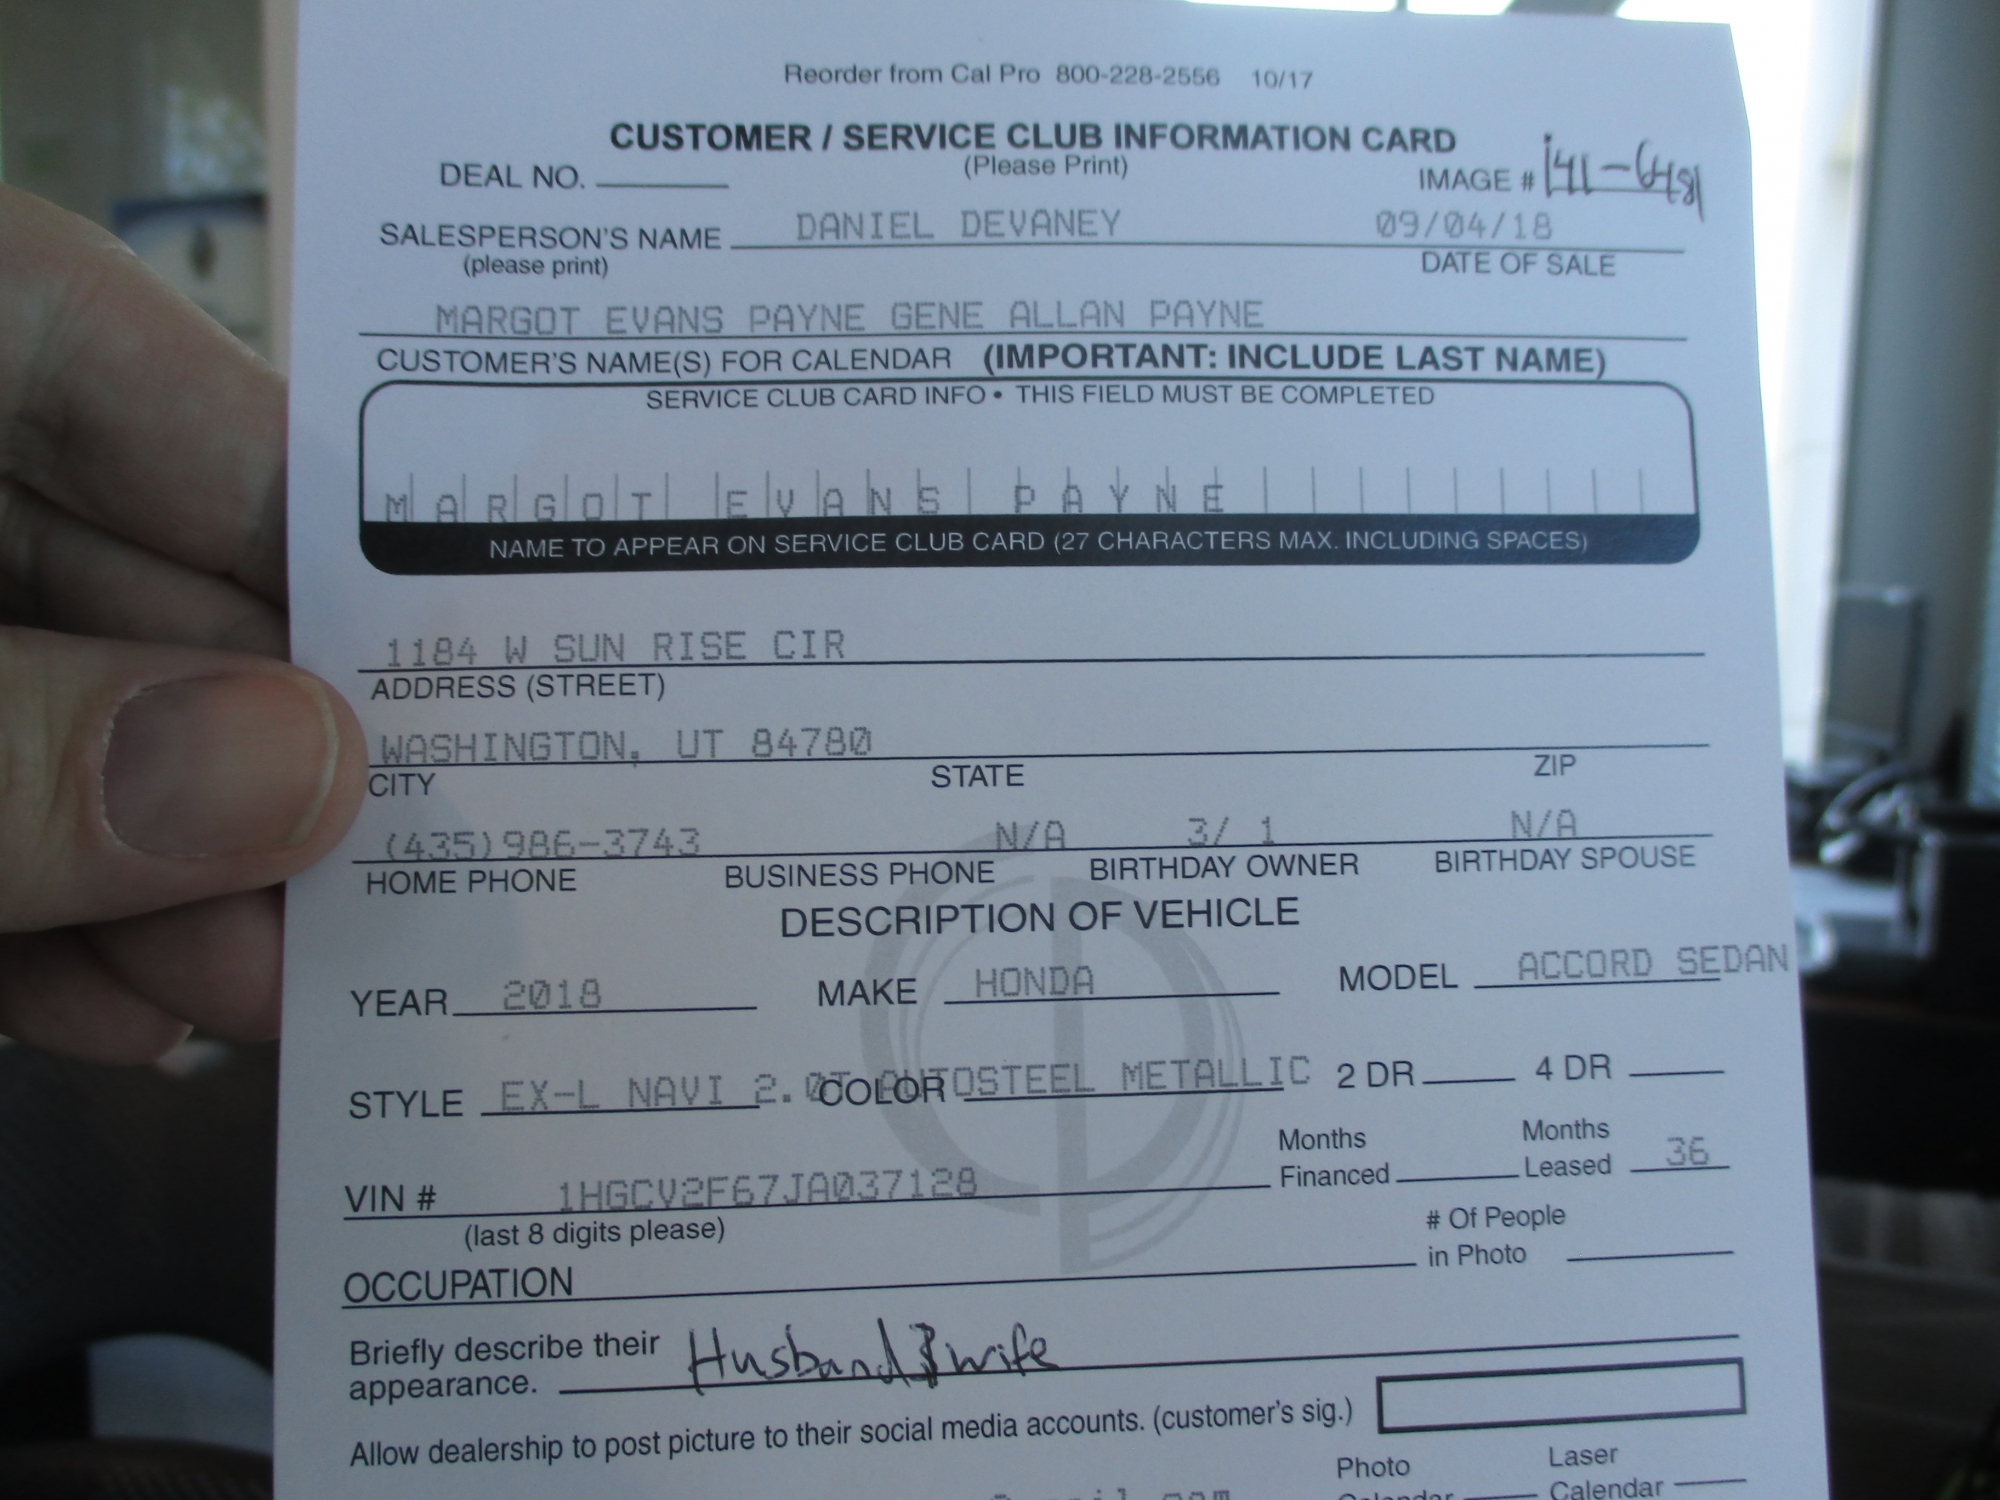 Reorder from Cal Pro 800-228-2556 10/17
CUSTOMER / SERVICE CLUB INFORMATION CARD
(Please Print)
DEAL NO. IMAGE # 141-6481
SALESPERSON'S NAME DANIEL DEVANEY 09/04/18
(please print) DATE OF SALE
MARGOT EVANS PAYNE GENE ALLAN PAYNE
CUSTOMER'S NAME(S) FOR CALENDAR (IMPORTANT: INCLUDE LAST NAME)
SERVICE CLUB CARD INFO • THIS FIELD MUST BE COMPLETED
MARGOT EVANS PAYNE
NAME TO APPEAR ON SERVICE CLUB CARD (27 CHARACTERS MAX. INCLUDING SPACES)
1184 W SUN RISE CIR
ADDRESS (STREET)
WASHINGTON, UT 84780
CITY STATE ZIP
(435)986-3743 N/A 3/ 1 N/A
HOME PHONE BUSINESS PHONE BIRTHDAY OWNER BIRTHDAY SPOUSE
DESCRIPTION OF VEHICLE
YEAR 2018 MAKE HONDA MODEL ACCORD SEDAN
STYLE EX-L NAVI 2.0T COLOR STEEL METALLIC 2 DR 4 DR
Months Months
Financed Leased 36
VIN # 1HGCV2F67JA037128
(last 8 digits please)
# Of People
in Photo
OCCUPATION
Briefly describe their
appearance. Husband & wife
Allow dealership to post picture to their social media accounts. (customer's sig.)
Photo Laser
Calendar Calendar